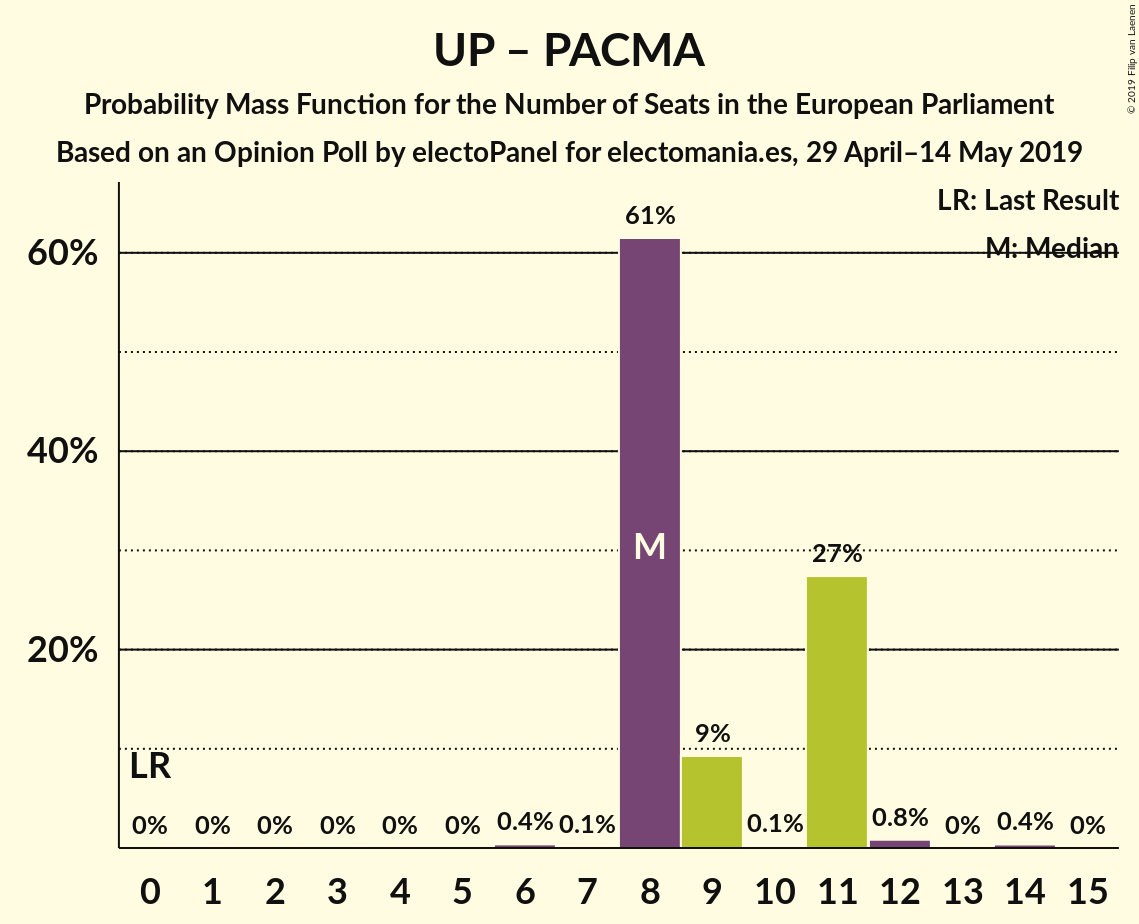 UP – PACMA
Probability Mass Function for the Number of Seats in the European Parliament
Based on an Opinion Poll by electoPanel for electomania.es, 29 April–14 May 2019
© 2019 Filip van Laenen
LR: Last Result
M: Median
60%
40%
20%
61%
M
27%
9%
LR
0% 0% 0% 0% 0% 0% 0.4% 0.1% 0.1% 0.8% 0% 0.4% 0%
0 1 2 3 4 5 6 7 8 9 10 11 12 13 14 15